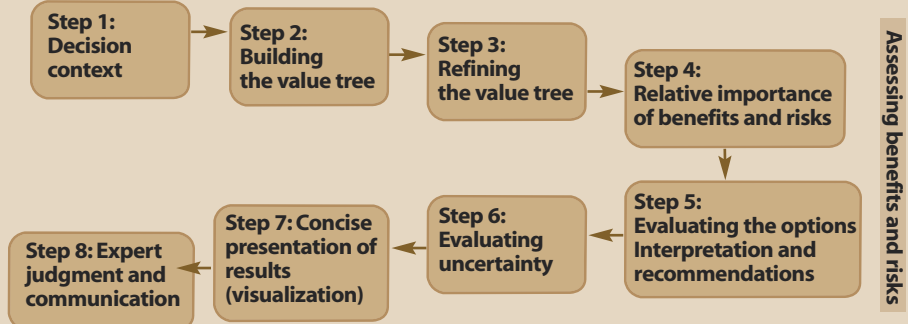 Step 1:
Decision
context
Step 2:
Building
the value tree
Step 3:
Refining
the value tree
Step 4:
Relative importance
of benefits and risks
Step 5:
Evaluating the options
Interpretation and
recommendations
Step 6:
Evaluating
uncertainty
Step 7: Concise
presentation of
results
(visualization)
Step 8: Expert
judgment and
communication
Assessing benefits and risks